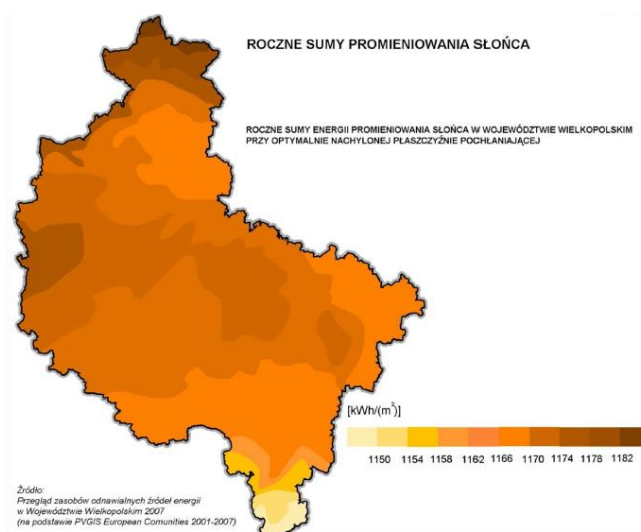 ROCZNE SUMY PROMIENIOWANIA SŁOŃCA
ROCZNE SUMY ENERGII PROMIENIOWANIA SŁOŃCA W WOJEWÓDZTWIE WIELKOPOLSKIM
PRZY OPTYMALNIE NACHYLONEJ PŁASZCZYŹNIE POCHŁANIAJĄCEJ
[kWh/(m²)]
1150 1154 1158 1162 1166 1170 1174 1178 1182
Źródło:
Przegląd zasobów odnawialnych źródeł energii
w Województwie Wielkopolskim 2007
(na podstawie PVGIS European Comunities 2001-2007)